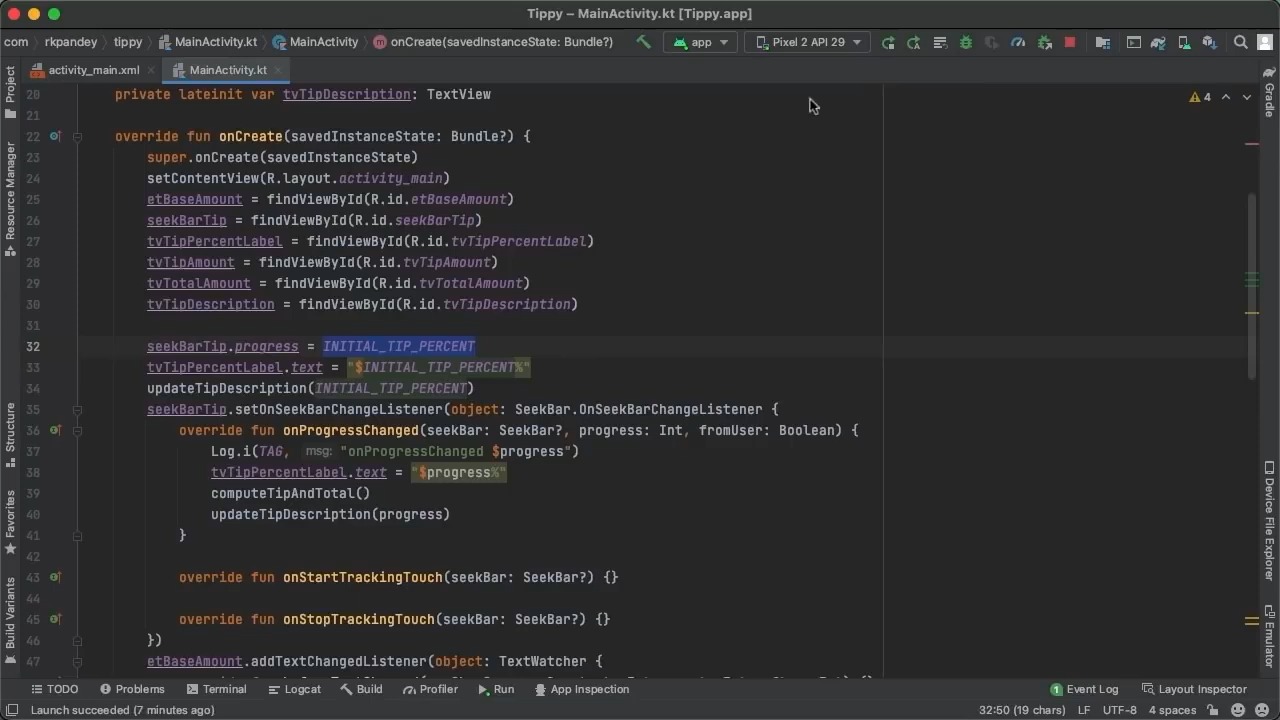 Tippy – MainActivity.kt [Tippy.app]
com rkpandey tippy MainActivity.kt MainActivity onCreate(savedInstanceState: Bundle?) app Pixel 2 API 29
activity_main.xml MainActivity.kt
4
Project
Resource Manager
Structure
Favorites
Build Variants
20 private lateinit var tvTipDescription: TextView
21
22 override fun onCreate(savedInstanceState: Bundle?) {
23 super.onCreate(savedInstanceState)
24 setContentView(R.layout.activity_main)
25 etBaseAmount = findViewById(R.id.etBaseAmount)
26 seekBarTip = findViewById(R.id.seekBarTip)
27 tvTipPercentLabel = findViewById(R.id.tvTipPercentLabel)
28 tvTipAmount = findViewById(R.id.tvTipAmount)
29 tvTotalAmount = findViewById(R.id.tvTotalAmount)
30 tvTipDescription = findViewById(R.id.tvTipDescription)
31
32 seekBarTip.progress = INITIAL_TIP_PERCENT
33 tvTipPercentLabel.text = "$INITIAL_TIP_PERCENT%"
34 updateTipDescription(INITIAL_TIP_PERCENT)
35 seekBarTip.setOnSeekBarChangeListener(object: SeekBar.OnSeekBarChangeListener {
36 override fun onProgressChanged(seekBar: SeekBar?, progress: Int, fromUser: Boolean) {
37 Log.i(TAG, msg: "onProgressChanged $progress")
38 tvTipPercentLabel.text = "$progress%"
39 computeTipAndTotal()
40 updateTipDescription(progress)
41 }
42
43 override fun onStartTrackingTouch(seekBar: SeekBar?) {}
44
45 override fun onStopTrackingTouch(seekBar: SeekBar?) {}
46 })
47 etBaseAmount.addTextChangedListener(object: TextWatcher {
Gradle
Device File Explorer
Emulator
TODO Problems Terminal Logcat Build Profiler Run App Inspection 1 Event Log Layout Inspector
Launch succeeded (7 minutes ago) 32:50 (19 chars) LF UTF-8 4 spaces